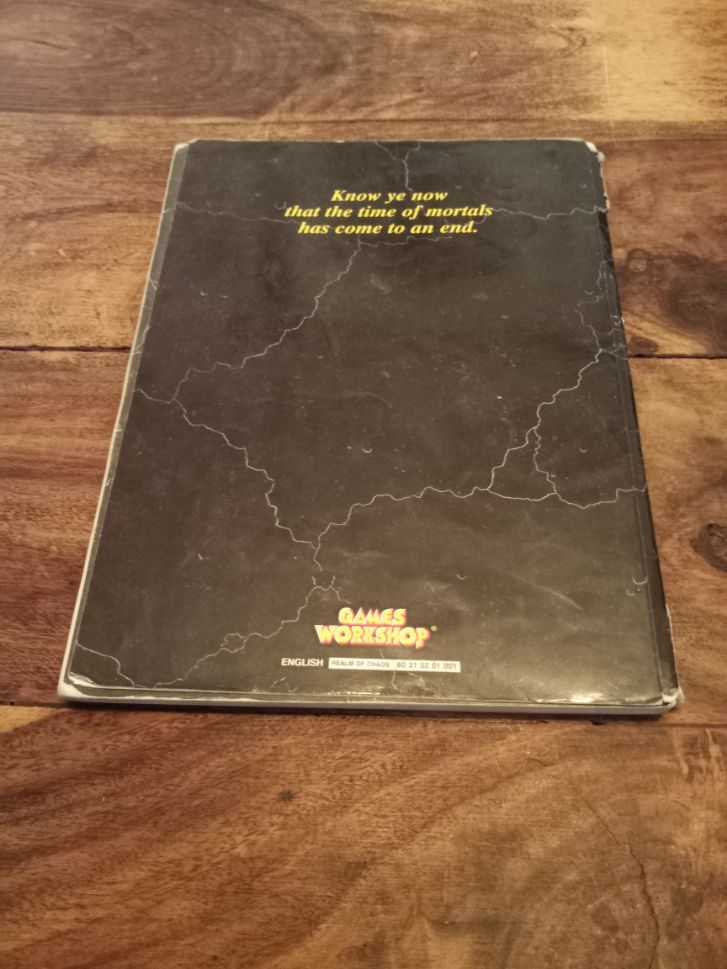 Know ye now
that the time of mortals
has come to an end.
GAMES
WORKSHOP®
ENGLISH REALM OF CHAOS 60 31 02 01 001